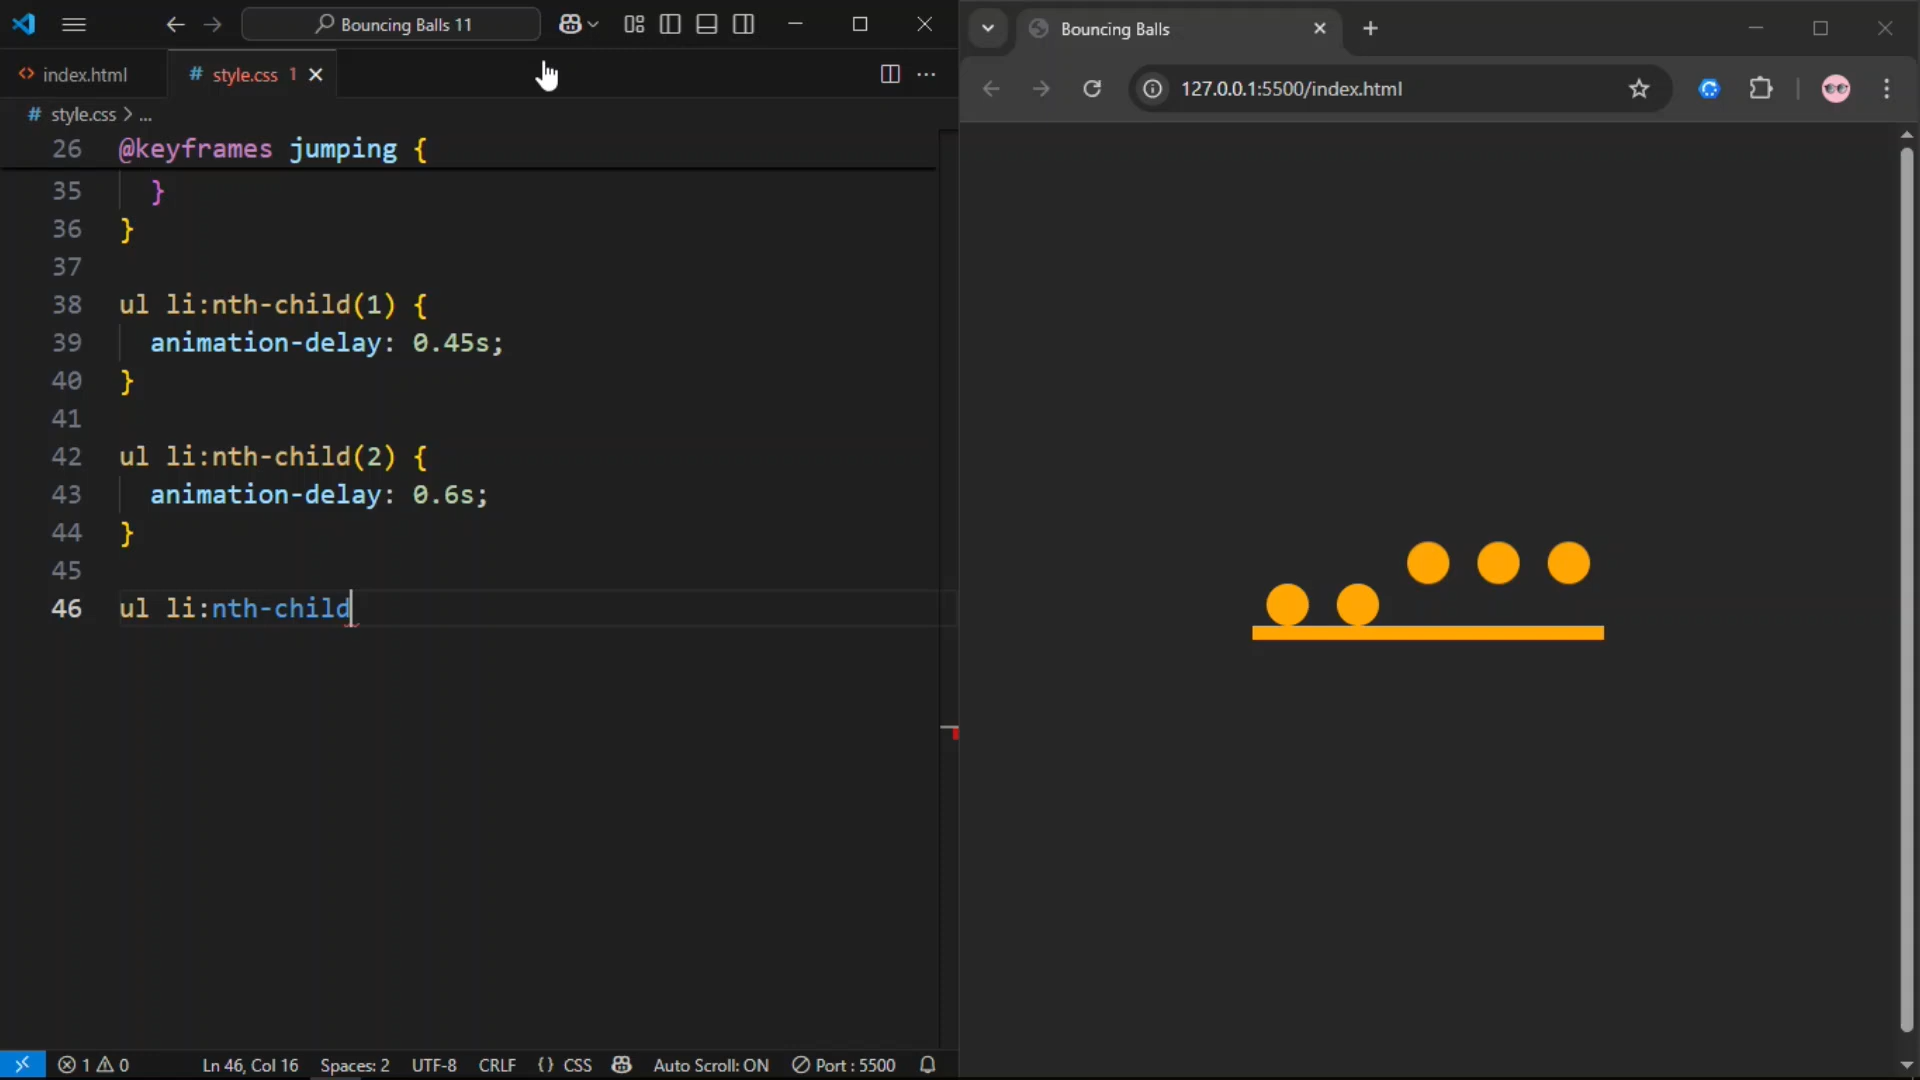 Bouncing Balls 11
index.html
# style.css 1
# style.css > ...
26 @keyframes jumping {
35 }
36 }
37
38 ul li:nth-child(1) {
39 animation-delay: 0.45s;
40 }
41
42 ul li:nth-child(2) {
43 animation-delay: 0.6s;
44 }
45
46 ul li:nth-child
1 0 Ln 46, Col 16 Spaces: 2 UTF-8 CRLF {} CSS Auto Scroll: ON Port : 5500
Bouncing Balls
127.0.0.1:5500/index.html